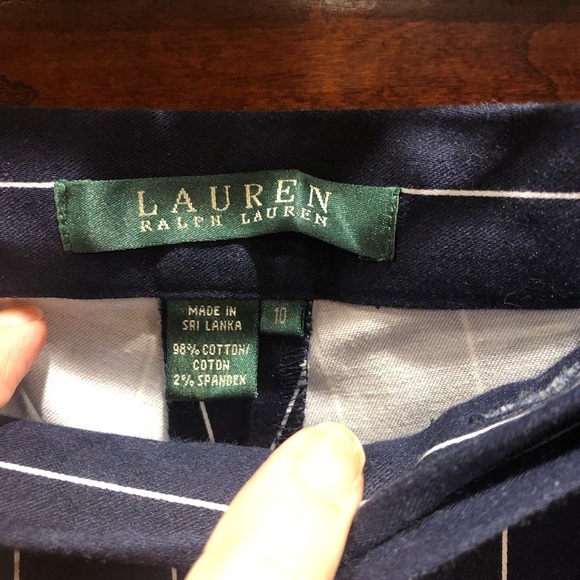 LAUREN
RALPH LAUREN
MADE IN
SRI LANKA
10
98% COTTON/
COTON
2% SPANDEX